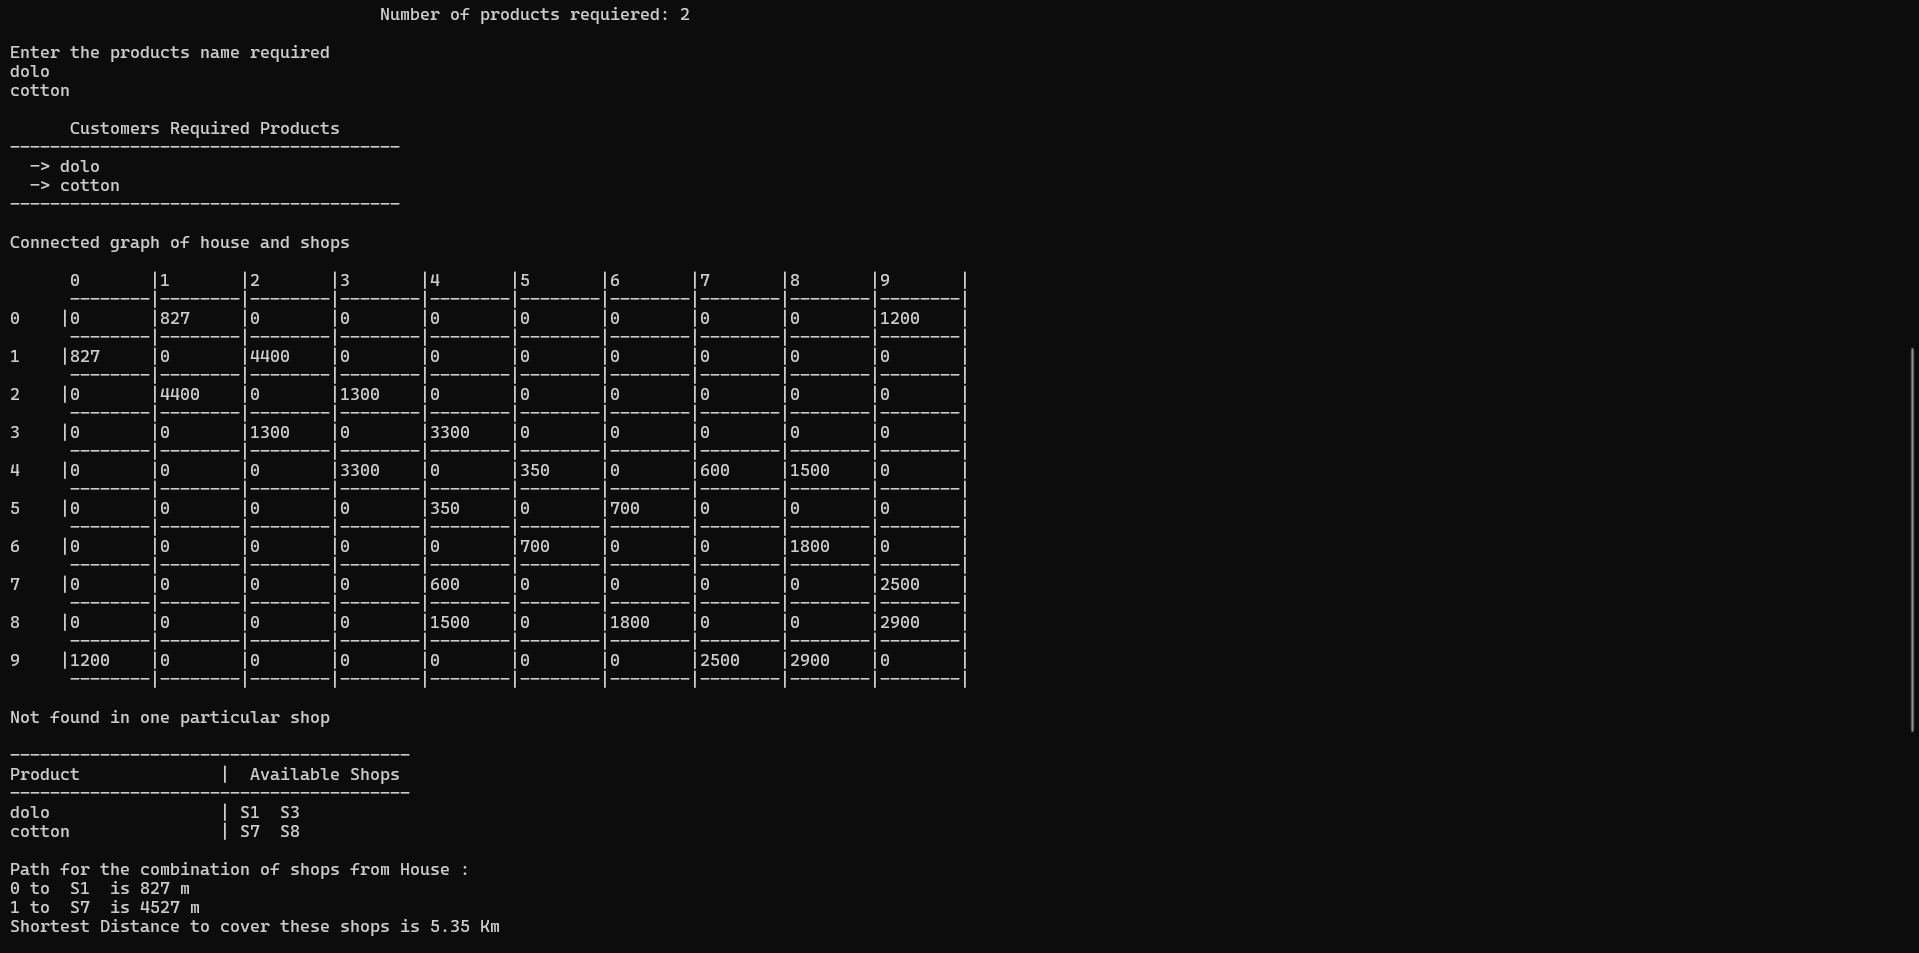 Number of products requiered: 2
Enter the products name required
dolo
cotton
Customers Required Products
---------------------------------------
-> dolo
-> cotton
---------------------------------------
Connected graph of house and shops
0 |1 |2 |3 |4 |5 |6 |7 |8 |9 |
--------|--------|--------|--------|--------|--------|--------|--------|--------|--------|
0 |0 |827 |0 |0 |0 |0 |0 |0 |0 |1200 |
--------|--------|--------|--------|--------|--------|--------|--------|--------|--------|
1 |827 |0 |4400 |0 |0 |0 |0 |0 |0 |0 |
--------|--------|--------|--------|--------|--------|--------|--------|--------|--------|
2 |0 |4400 |0 |1300 |0 |0 |0 |0 |0 |0 |
--------|--------|--------|--------|--------|--------|--------|--------|--------|--------|
3 |0 |0 |1300 |0 |3300 |0 |0 |0 |0 |0 |
--------|--------|--------|--------|--------|--------|--------|--------|--------|--------|
4 |0 |0 |0 |3300 |0 |350 |0 |600 |1500 |0 |
--------|--------|--------|--------|--------|--------|--------|--------|--------|--------|
5 |0 |0 |0 |0 |350 |0 |700 |0 |0 |0 |
--------|--------|--------|--------|--------|--------|--------|--------|--------|--------|
6 |0 |0 |0 |0 |0 |700 |0 |0 |1800 |0 |
--------|--------|--------|--------|--------|--------|--------|--------|--------|--------|
7 |0 |0 |0 |0 |600 |0 |0 |0 |0 |2500 |
--------|--------|--------|--------|--------|--------|--------|--------|--------|--------|
8 |0 |0 |0 |0 |1500 |0 |1800 |0 |0 |2900 |
--------|--------|--------|--------|--------|--------|--------|--------|--------|--------|
9 |1200 |0 |0 |0 |0 |0 |0 |2500 |2900 |0 |
--------|--------|--------|--------|--------|--------|--------|--------|--------|--------|
Not found in one particular shop
----------------------------------------
Product | Available Shops
----------------------------------------
dolo | S1 S3
cotton | S7 S8
Path for the combination of shops from House :
0 to S1 is 827 m
1 to S7 is 4527 m
Shortest Distance to cover these shops is 5.35 Km